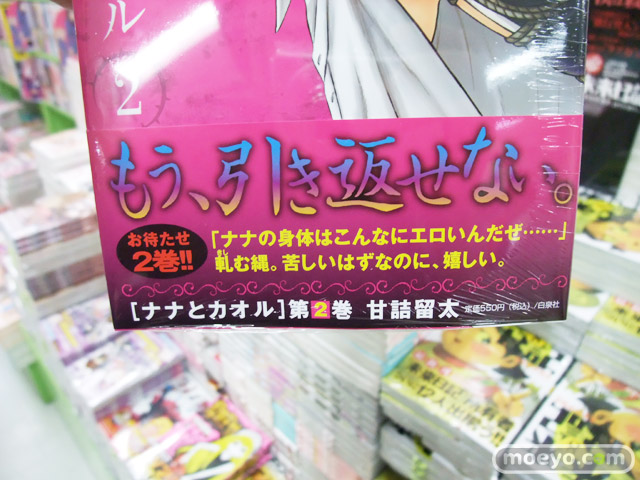 ル
2
もう、引き返せない。
お待たせ
2巻!!
「ナナの身体はこんなにエロいんだぜ……」
軋む縄。苦しいはずなのに、嬉しい。
[ナナとカオル]第2巻 甘詰留太 定価550円(税込)/白泉社
moeyo.com